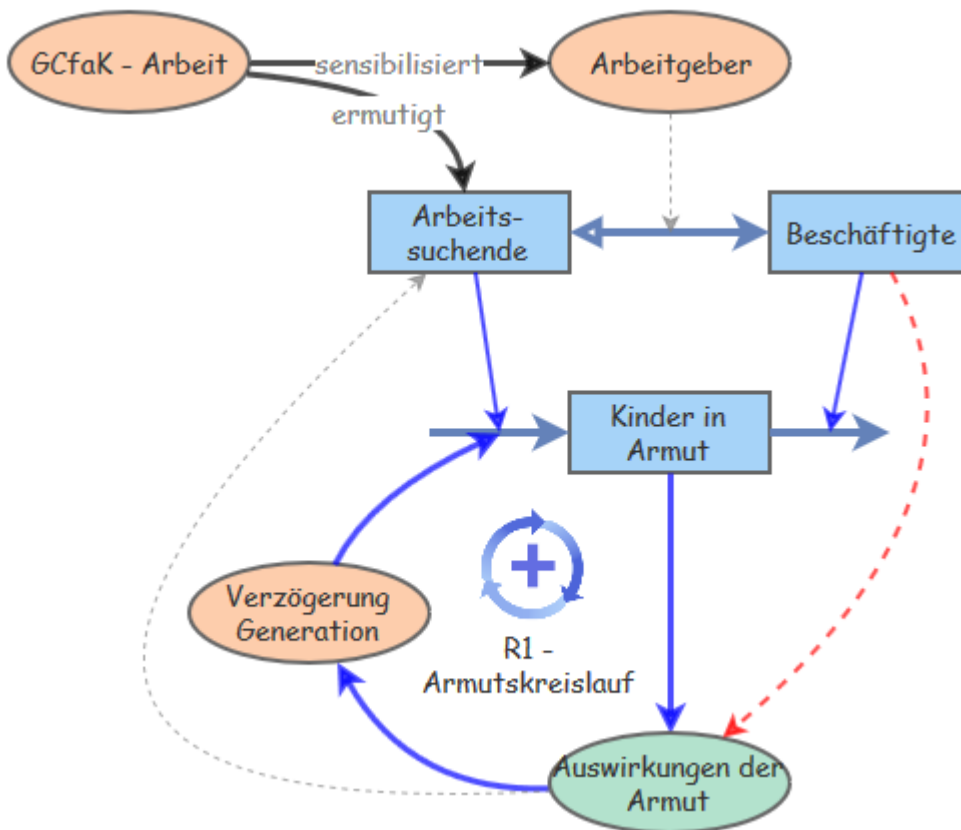 GCfaK - Arbeit
sensibilisiert
Arbeitgeber
ermutigt
Arbeits-
suchende
Beschäftigte
Kinder in
Armut
Verzögerung
Generation
R1 -
Armutskreislauf
Auswirkungen der
Armut